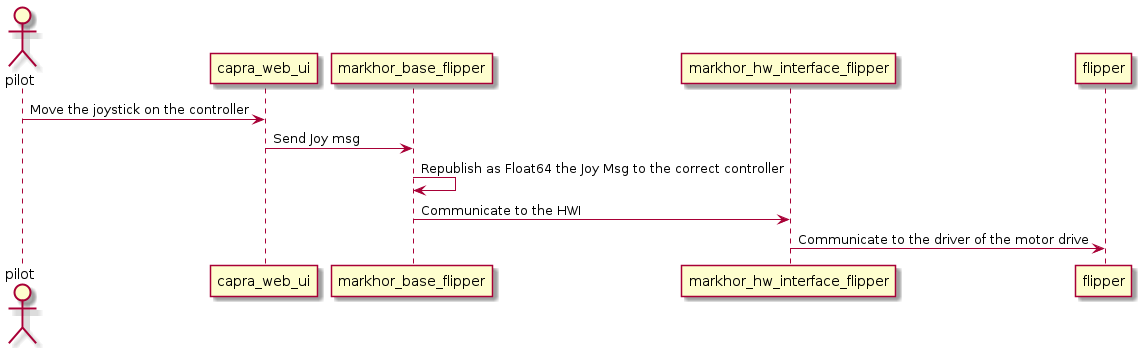 pilot
capra_web_ui
markhor_base_flipper
markhor_hw_interface_flipper
flipper
Move the joystick on the controller
Send Joy msg
Republish as Float64 the Joy Msg to the correct controller
Communicate to the HWI
Communicate to the driver of the motor drive
pilot
capra_web_ui
markhor_base_flipper
markhor_hw_interface_flipper
flipper